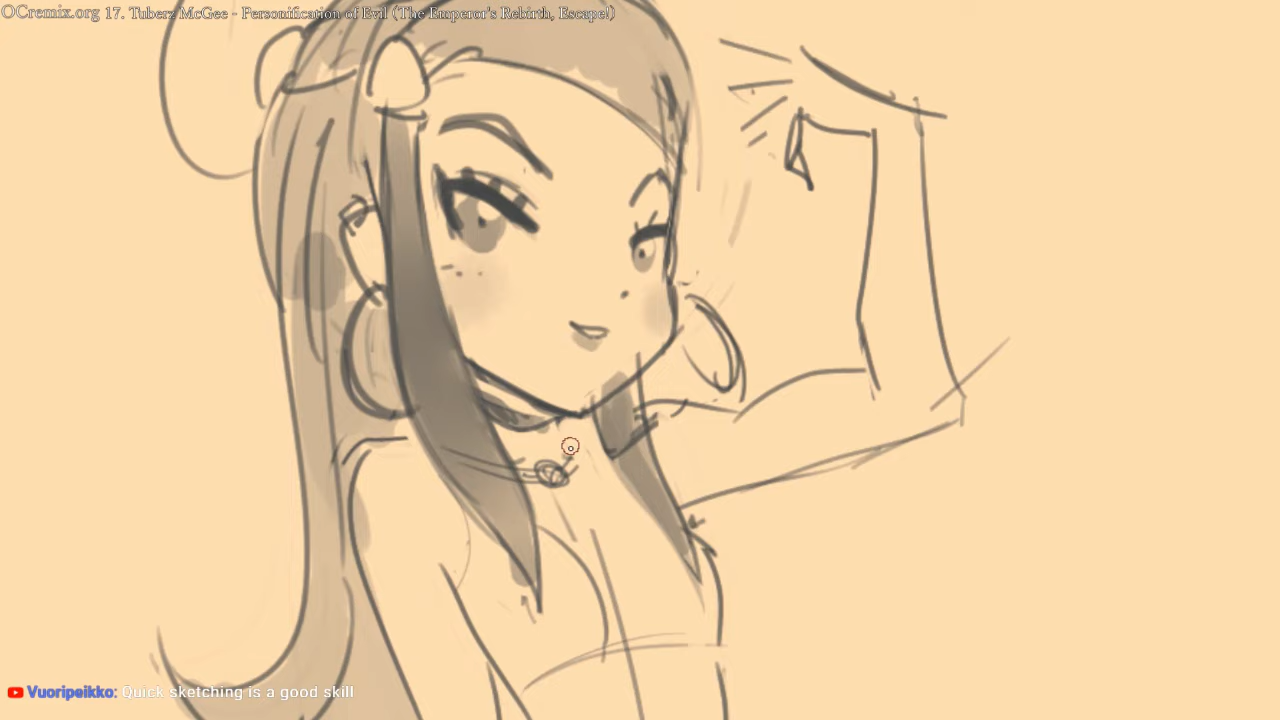 OCremix.org 17. Tuberz McGee - Personification of Evil (The Emperor's Rebirth, Escape!)
Vuoripeikko: Quick sketching is a good skill